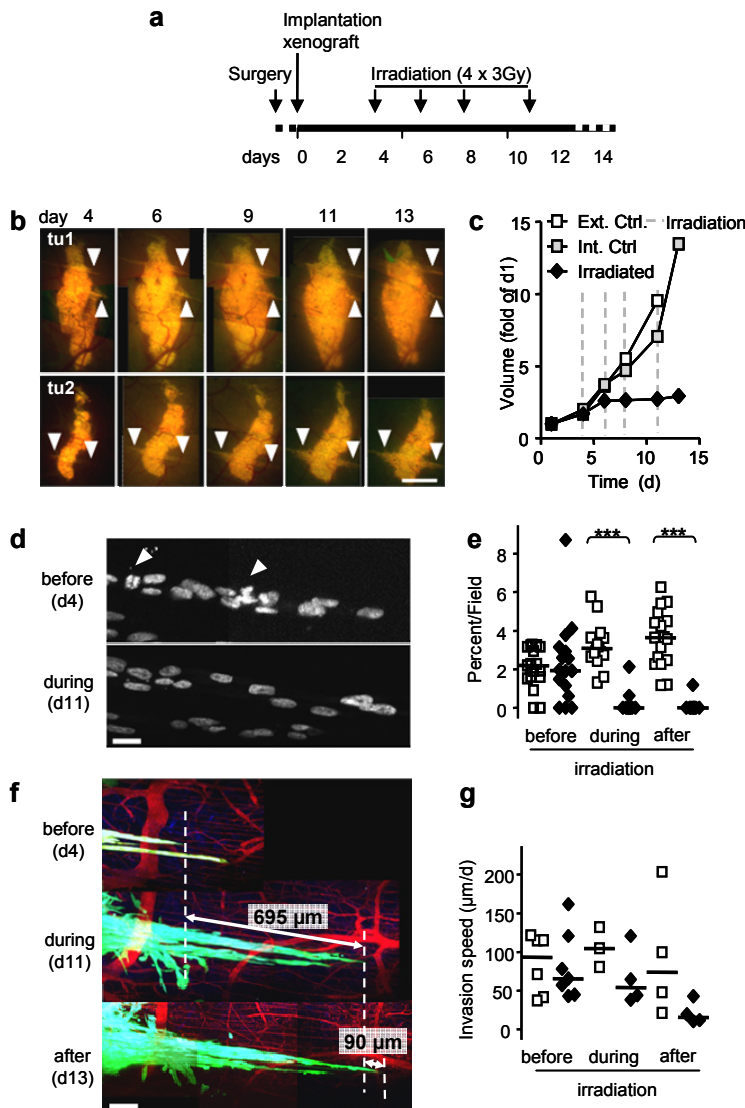 a
Implantation
xenograft
Surgery
Irradiation (4 x 3Gy)
days 0 2 4 6 8 10 12 14
b
day 4 6 9 11 13
tu1
tu2
c
Ext. Ctrl.
Irradiation
Int. Ctrl
Irradiated
Volume (fold of d1)
15
10
5
0
0 5 10 15
Time (d)
d
before
(d4)
during
(d11)
e
*** ***
Percent/Field
8
6
4
2
0
before during after
irradiation
f
before
(d4)
during
(d11)
after
(d13)
695 µm
90 µm
g
Invasion speed (µm/d)
200
150
100
50
0
before during after
irradiation